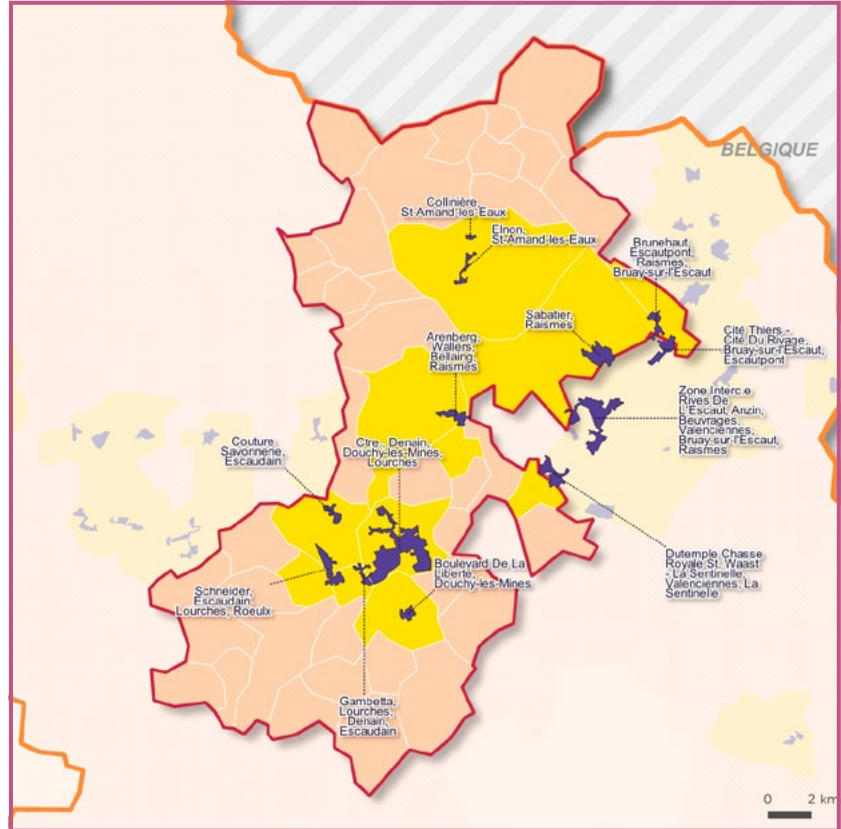 BELGIQUE
Collinière,
St-Amand-les-Eaux
Elnon,
St-Amand-les-Eaux
Brunehaut,
Escautpont,
Raismes,
Bruay-sur-l'Escaut
Sabatier,
Raismes
Cité Thiers -
Cité Du Rivage,
Bruay-sur-l'Escaut,
Escautpont
Arenberg,
Wallers,
Bellaing,
Raismes
Zone Interc e
Rives De
L'Escaut, Anzin,
Beuvrages,
Valenciennes,
Bruay-sur-l'Escaut,
Raismes
Couture
Savonnerie,
Escaudain
Ctre , Denain,
Douchy-les-Mines,
Lourches
Dutemple Chasse
Royale St. Waast
- La Sentinelle,
Valenciennes, La
Sentinelle
Boulevard De La
Liberté,
Douchy-les-Mines
Schneider,
Escaudain,
Lourches, Roeulx
Gambetta,
Lourches,
Denain,
Escaudain
0 2 km